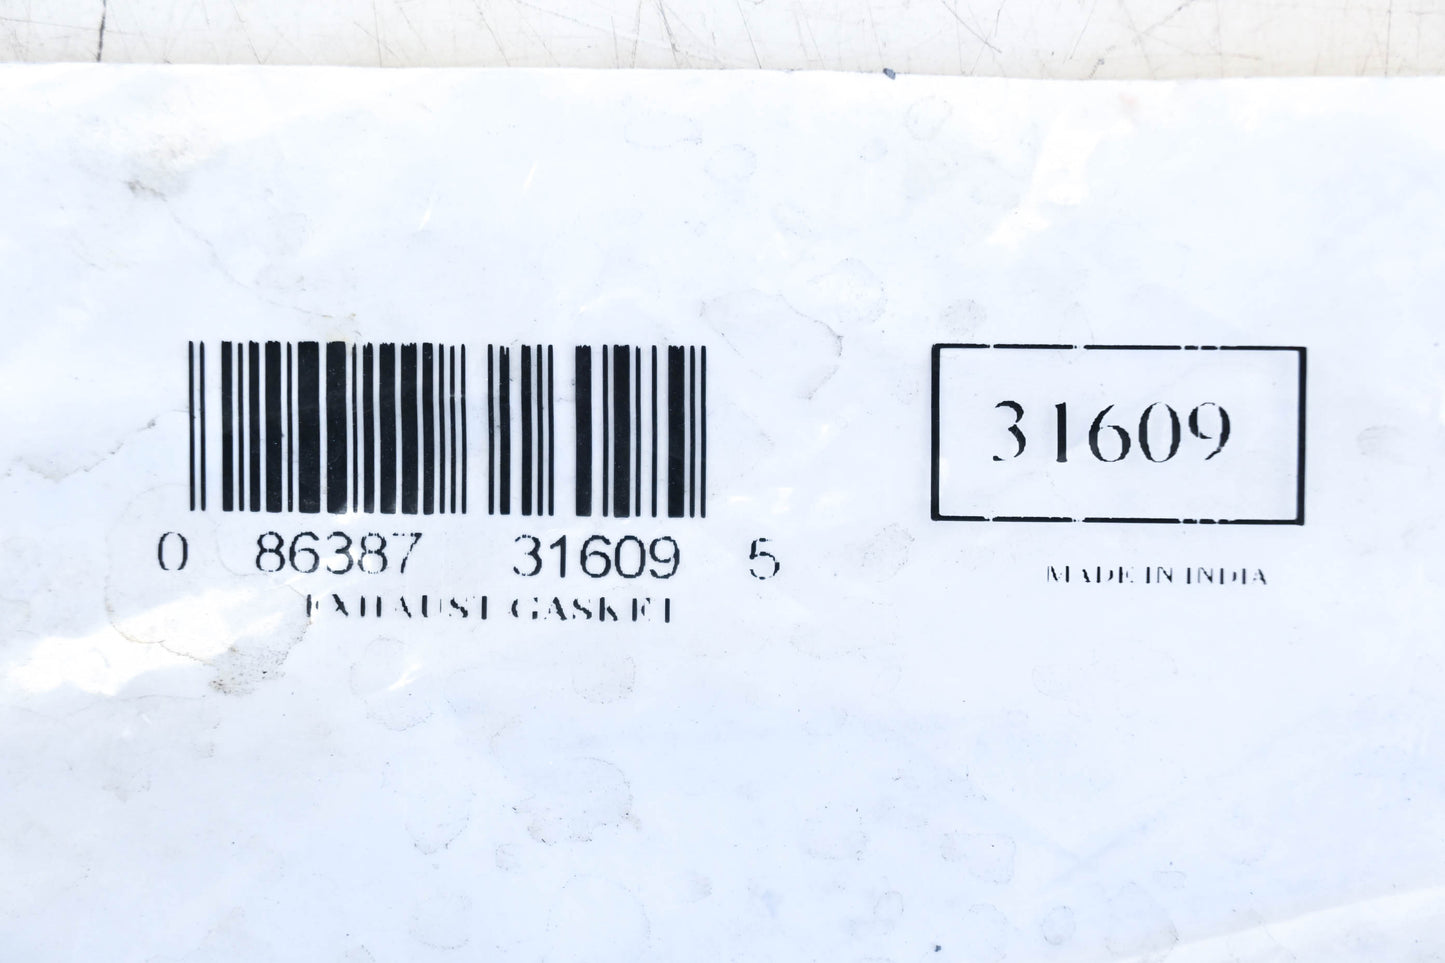 0 86387 31609 5
EXHAUST GASKET
31609
MADE IN INDIA